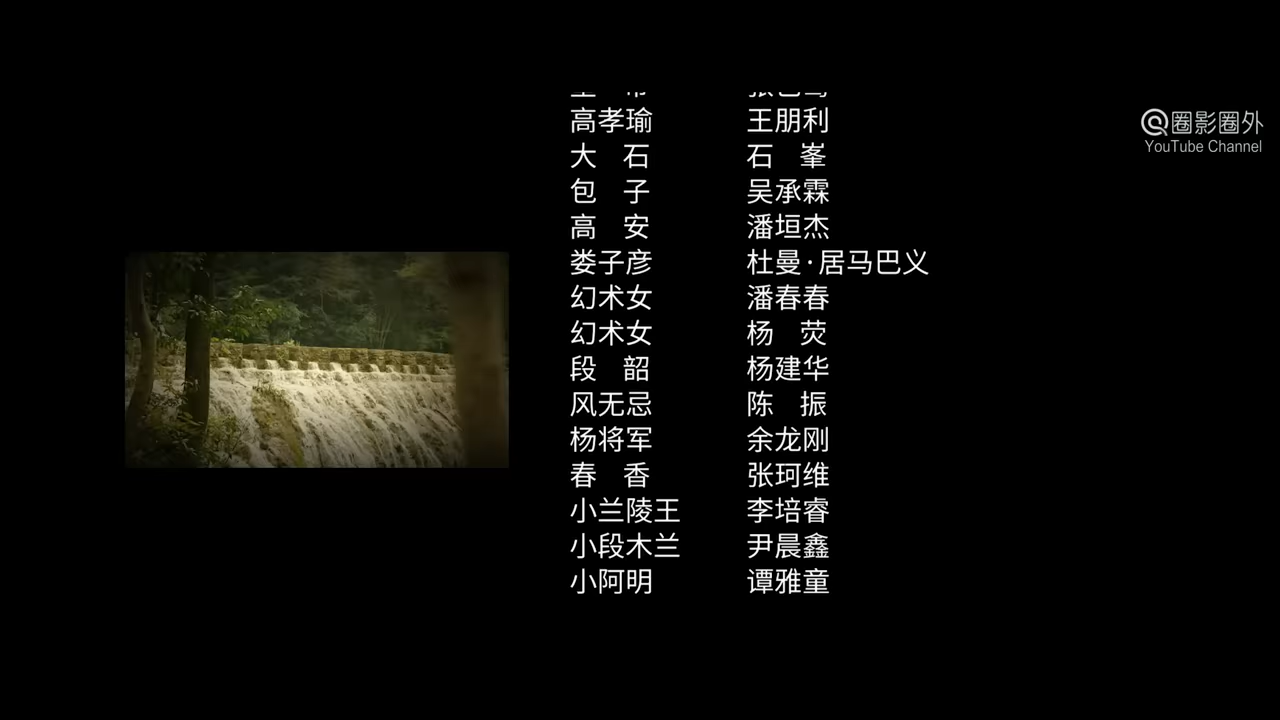 高孝瑜 王朋利
大 石 石 峯
包 子 吴承霖
高 安 潘垣杰
娄子彦 杜曼·居马巴义
幻术女 潘春春
幻术女 杨 荧
段 韶 杨建华
风无忌 陈 振
杨将军 余龙刚
春 香 张珂维
小兰陵王 李培睿
小段木兰 尹晨鑫
小阿明 谭雅童
圈影圈外
YouTube Channel